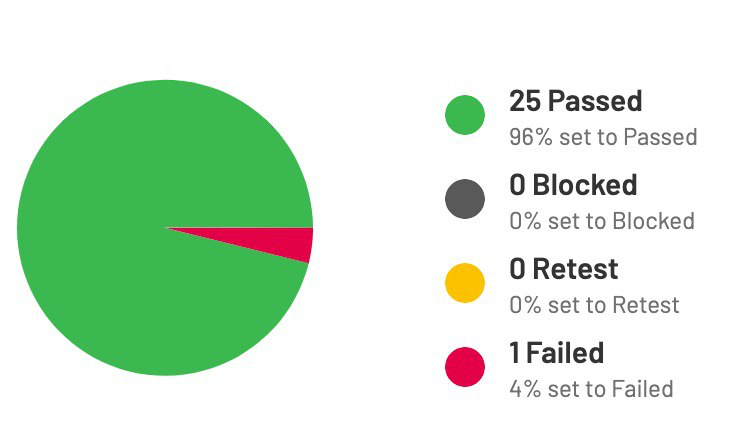 25 Passed
96% set to Passed
0 Blocked
0% set to Blocked
0 Retest
0% set to Retest
1 Failed
4% set to Failed